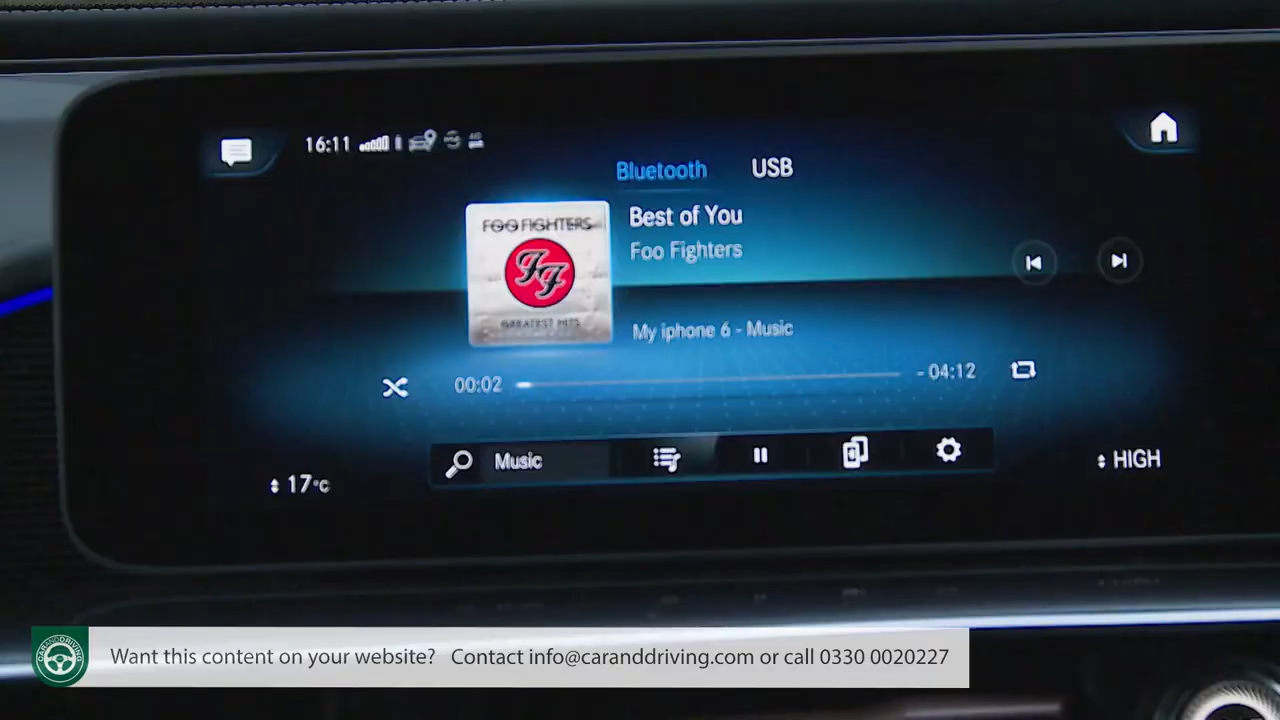 16:11
Bluetooth USB
FOO FIGHTERS
FF
GREATEST HITS
Best of You
Foo Fighters
My iphone 6 - Music
00:02
- 04:12
Music
17°C
HIGH
CARANDDRIVING
Want this content on your website? Contact info@caranddriving.com or call 0330 0020227